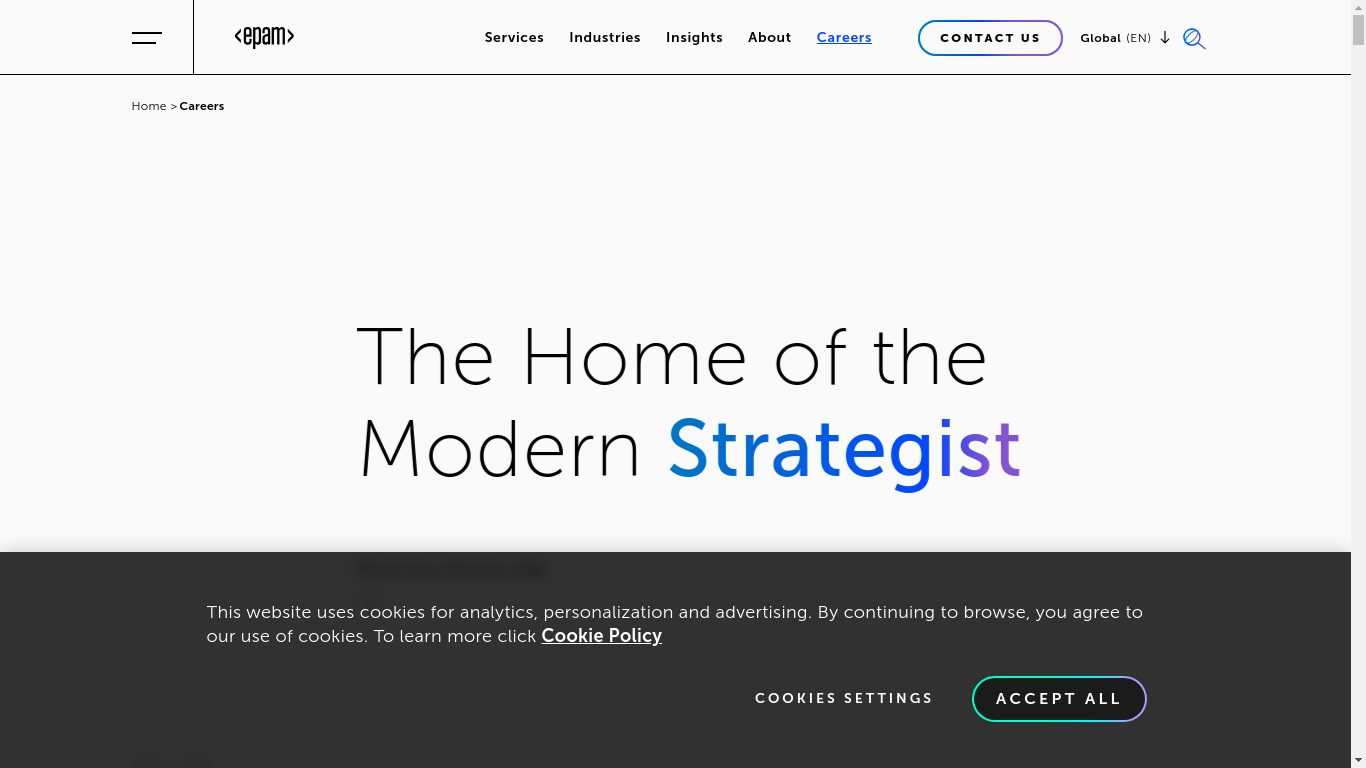 <epam>
Services Industries Insights About Careers CONTACT US Global (EN)
Home > Careers
The Home of the
Modern Strategist
This website uses cookies for analytics, personalization and advertising. By continuing to browse, you agree to
our use of cookies. To learn more click Cookie Policy
COOKIES SETTINGS ACCEPT ALL